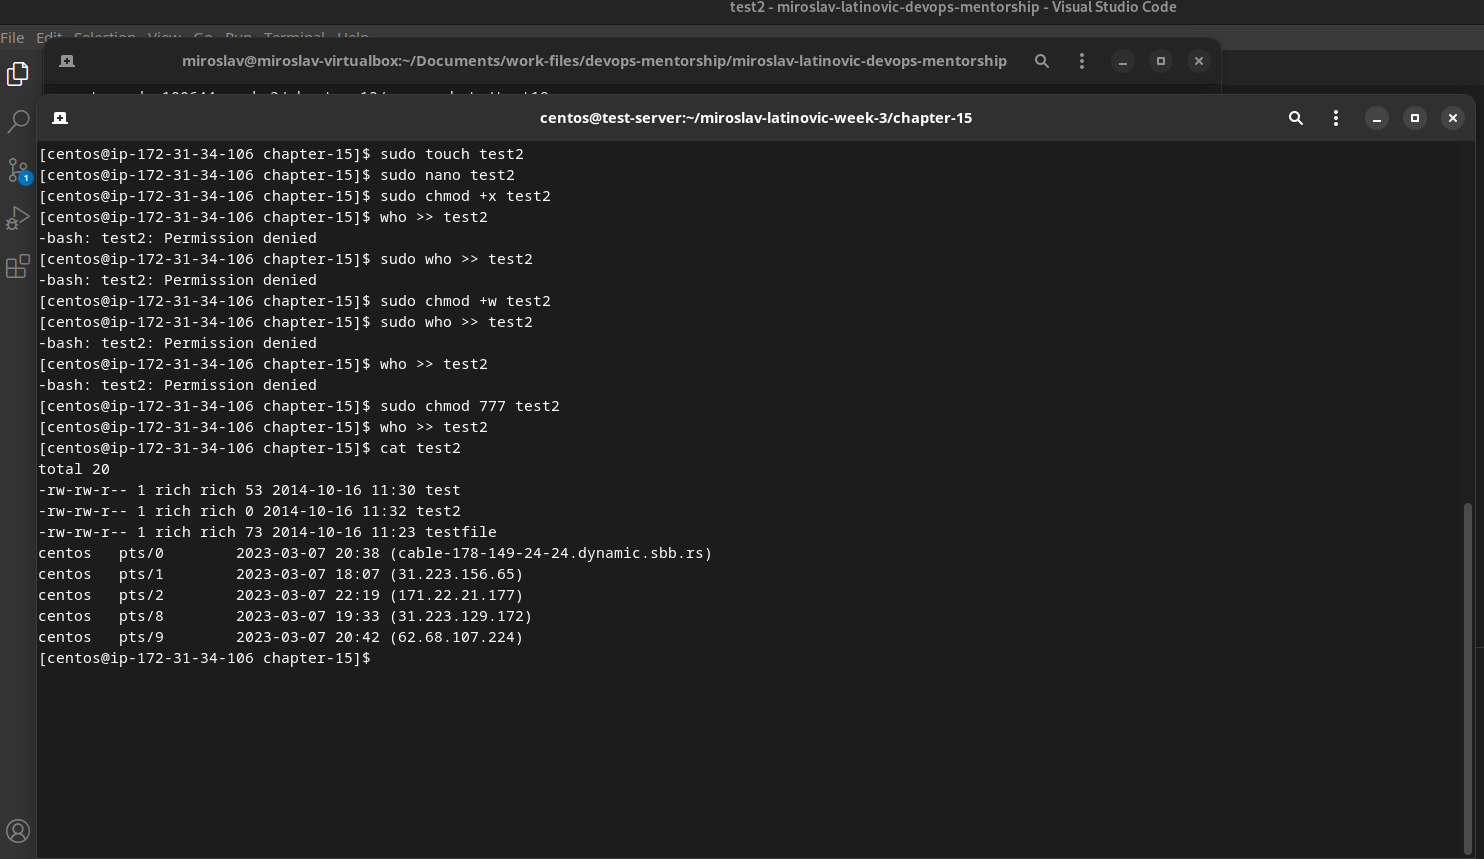 test2 - miroslav-latinovic-devops-mentorship - Visual Studio Code
File Edit Selection View Go Run Terminal Help
miroslav@miroslav-virtualbox:~/Documents/work-files/devops-mentorship/miroslav-latinovic-devops-mentorship
centos@test-server:~/miroslav-latinovic-week-3/chapter-15
1
[centos@ip-172-31-34-106 chapter-15]$ sudo touch test2
[centos@ip-172-31-34-106 chapter-15]$ sudo nano test2
[centos@ip-172-31-34-106 chapter-15]$ sudo chmod +x test2
[centos@ip-172-31-34-106 chapter-15]$ who >> test2
-bash: test2: Permission denied
[centos@ip-172-31-34-106 chapter-15]$ sudo who >> test2
-bash: test2: Permission denied
[centos@ip-172-31-34-106 chapter-15]$ sudo chmod +w test2
[centos@ip-172-31-34-106 chapter-15]$ sudo who >> test2
-bash: test2: Permission denied
[centos@ip-172-31-34-106 chapter-15]$ who >> test2
-bash: test2: Permission denied
[centos@ip-172-31-34-106 chapter-15]$ sudo chmod 777 test2
[centos@ip-172-31-34-106 chapter-15]$ who >> test2
[centos@ip-172-31-34-106 chapter-15]$ cat test2
total 20
-rw-rw-r-- 1 rich rich 53 2014-10-16 11:30 test
-rw-rw-r-- 1 rich rich 0 2014-10-16 11:32 test2
-rw-rw-r-- 1 rich rich 73 2014-10-16 11:23 testfile
centos   pts/0        2023-03-07 20:38 (cable-178-149-24-24.dynamic.sbb.rs)
centos   pts/1        2023-03-07 18:07 (31.223.156.65)
centos   pts/2        2023-03-07 22:19 (171.22.21.177)
centos   pts/8        2023-03-07 19:33 (31.223.129.172)
centos   pts/9        2023-03-07 20:42 (62.68.107.224)
[centos@ip-172-31-34-106 chapter-15]$